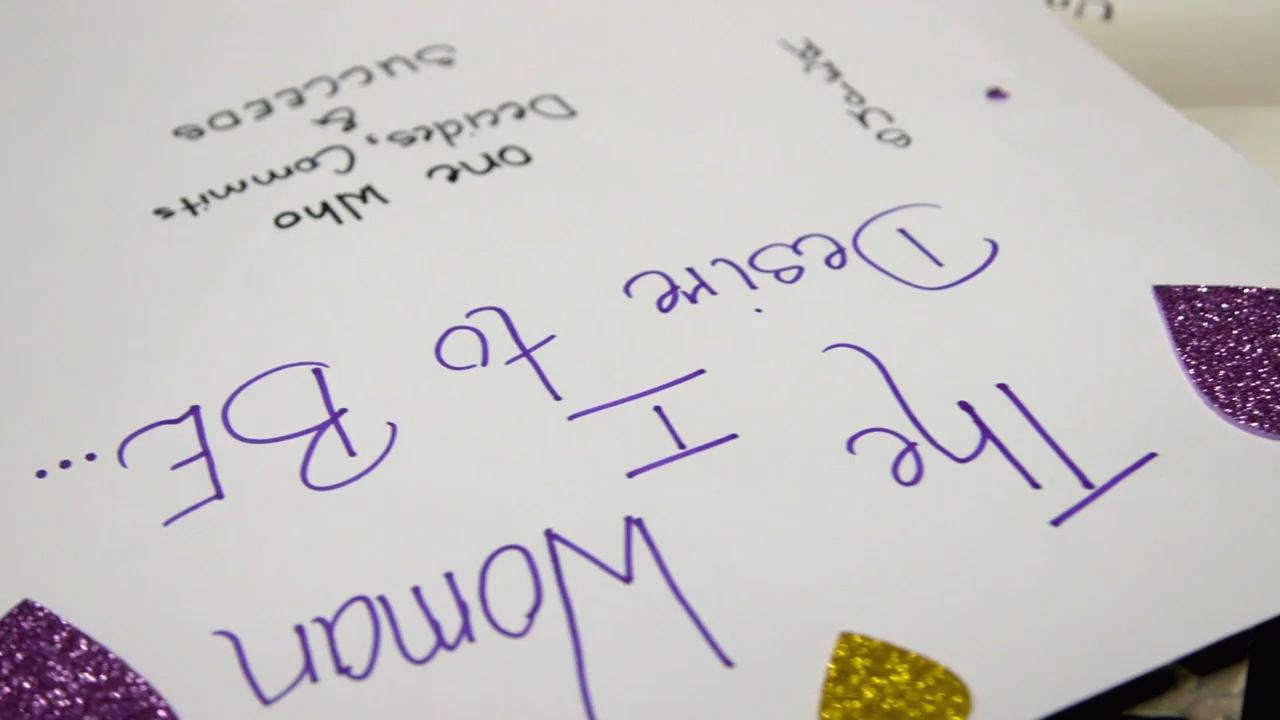 The Woman
I
Desire to BE...
one Who
Decides, Commits
&
SUCCEEDS